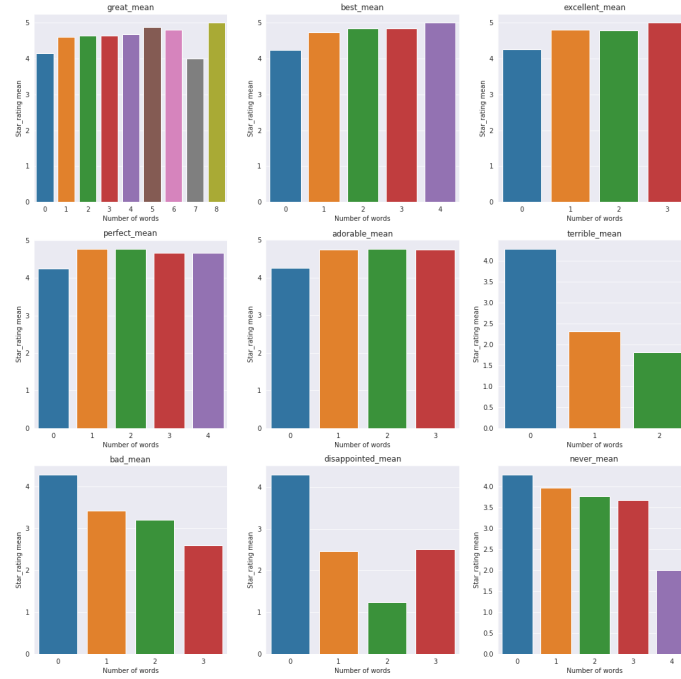 great_mean
5
4
3
2
1
0
Star_rating mean
0 1 2 3 4 5 6 7 8
Number of words
best_mean
5
4
3
2
1
0
Star_rating mean
0 1 2 3 4
Number of words
excellent_mean
5
4
3
2
1
0
Star_rating mean
0 1 2 3
Number of words
perfect_mean
5
4
3
2
1
0
Star_rating mean
0 1 2 3 4
Number of words
adorable_mean
5
4
3
2
1
0
Star_rating mean
0 1 2 3
Number of words
terrible_mean
4.0
3.5
3.0
2.5
2.0
1.5
1.0
0.5
0.0
Star_rating mean
0 1 2
Number of words
bad_mean
4
3
2
1
0
Star_rating mean
0 1 2 3
Number of words
disappointed_mean
4
3
2
1
0
Star_rating mean
0 1 2 3
Number of words
never_mean
4.0
3.5
3.0
2.5
2.0
1.5
1.0
0.5
0.0
Star_rating mean
0 1 2 3 4
Number of words